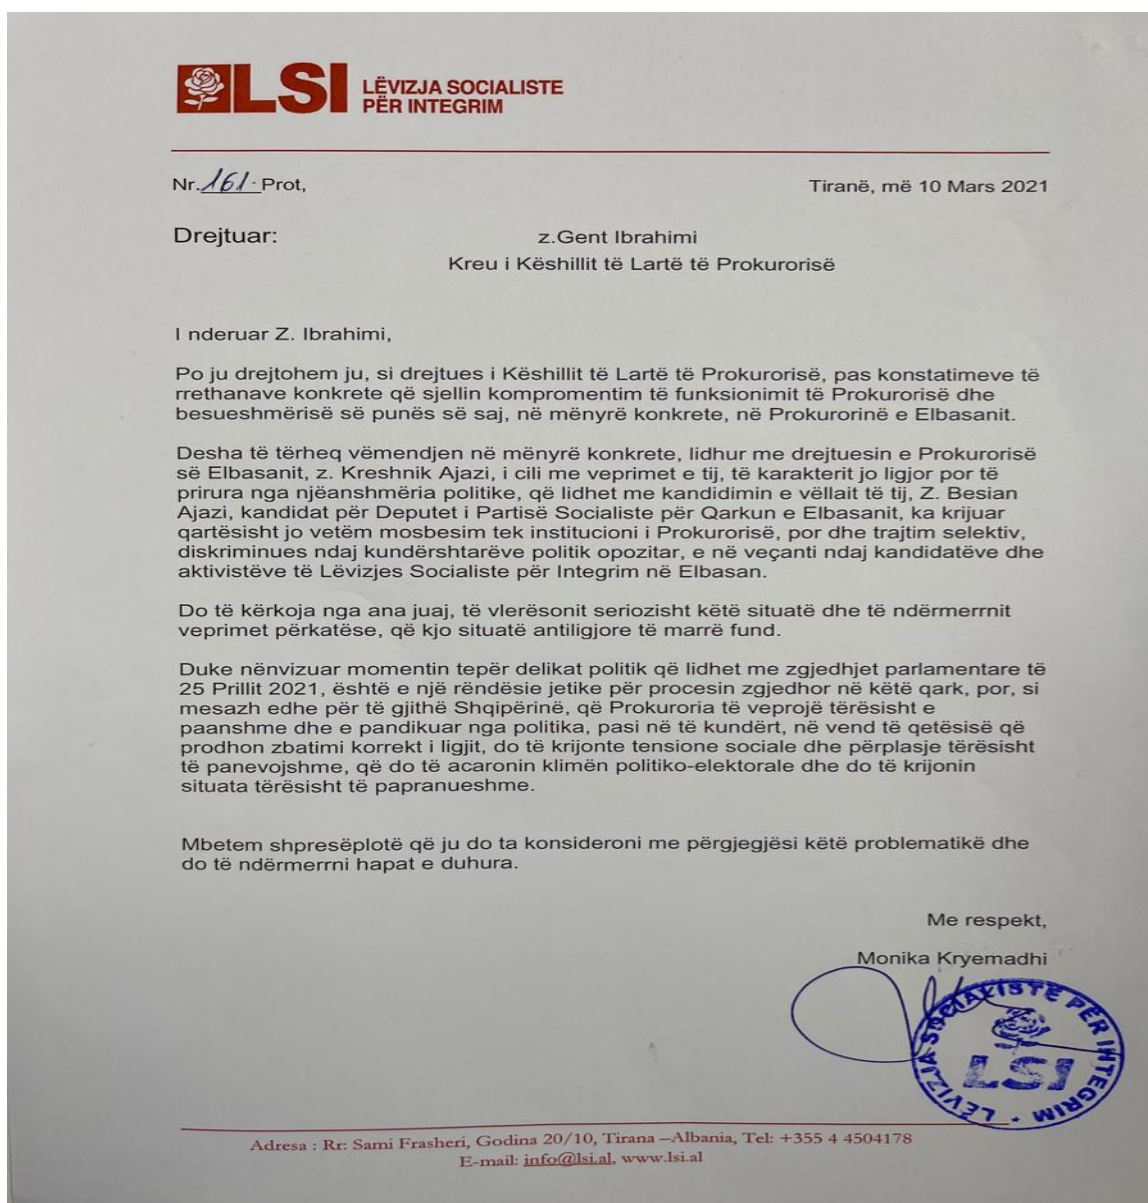 LSI LËVIZJA SOCIALISTE
PËR INTEGRIM
Nr. 161 Prot,
Tiranë, më 10 Mars 2021
Drejtuar:
z.Gent Ibrahimi
Kreu i Këshillit të Lartë të Prokurorisë
I nderuar Z. Ibrahimi,
Po ju drejtohem ju, si drejtues i Këshillit të Lartë të Prokurorisë, pas konstatimeve të
rrethanave konkrete që sjellin kompromentim të funksionimit të Prokurorisë dhe
besueshmërisë së punës së saj, në mënyrë konkrete, në Prokurorinë e Elbasanit.
Desha të tërheq vëmendjen në mënyrë konkrete, lidhur me drejtuesin e Prokurorisë
së Elbasanit, z. Kreshnik Ajazi, i cili me veprimet e tij, të karakterit jo ligjor por të
prirura nga njëanshmëria politike, që lidhet me kandidimin e vëllait të tij, Z. Besian
Ajazi, kandidat për Deputet i Partisë Socialiste për Qarkun e Elbasanit, ka krijuar
qartësisht jo vetëm mosbesim tek institucioni i Prokurorisë, por dhe trajtim selektiv,
diskriminues ndaj kundërshtarëve politik opozitar, e në veçanti ndaj kandidatëve dhe
aktivistëve të Lëvizjes Socialiste për Integrim në Elbasan.
Do të kërkoja nga ana juaj, të vlerësonit seriozisht këtë situatë dhe të ndërmerrnit
veprimet përkatëse, që kjo situatë antiligjore të marrë fund.
Duke nënvizuar momentin tepër delikat politik që lidhet me zgjedhjet parlamentare të
25 Prillit 2021, është e një rëndësie jetike për procesin zgjedhor në këtë qark, por, si
mesazh edhe për të gjithë Shqipërinë, që Prokuroria të veprojë tërësisht e
paanshme dhe e pandikuar nga politika, pasi në të kundërt, në vend të qetësisë që
prodhon zbatimi korrekt i ligjit, do të krijonte tensione sociale dhe përplasje tërësisht
të panevojshme, që do të acaronin klimën politiko-elektorale dhe do të krijonin
situata tërësisht të papranueshme.
Mbetem shpresëplotë që ju do ta konsideroni me përgjegjësi këtë problematikë dhe
do të ndërmerrni hapat e duhura.
Me respekt,
Monika Kryemadhi
LËVIZJA SOCIALISTE PËR INTEGRIM
LSI
Adresa : Rr: Sami Frasheri, Godina 20/10, Tirana –Albania, Tel: +355 4 4504178
E-mail: info@lsi.al, www.lsi.al